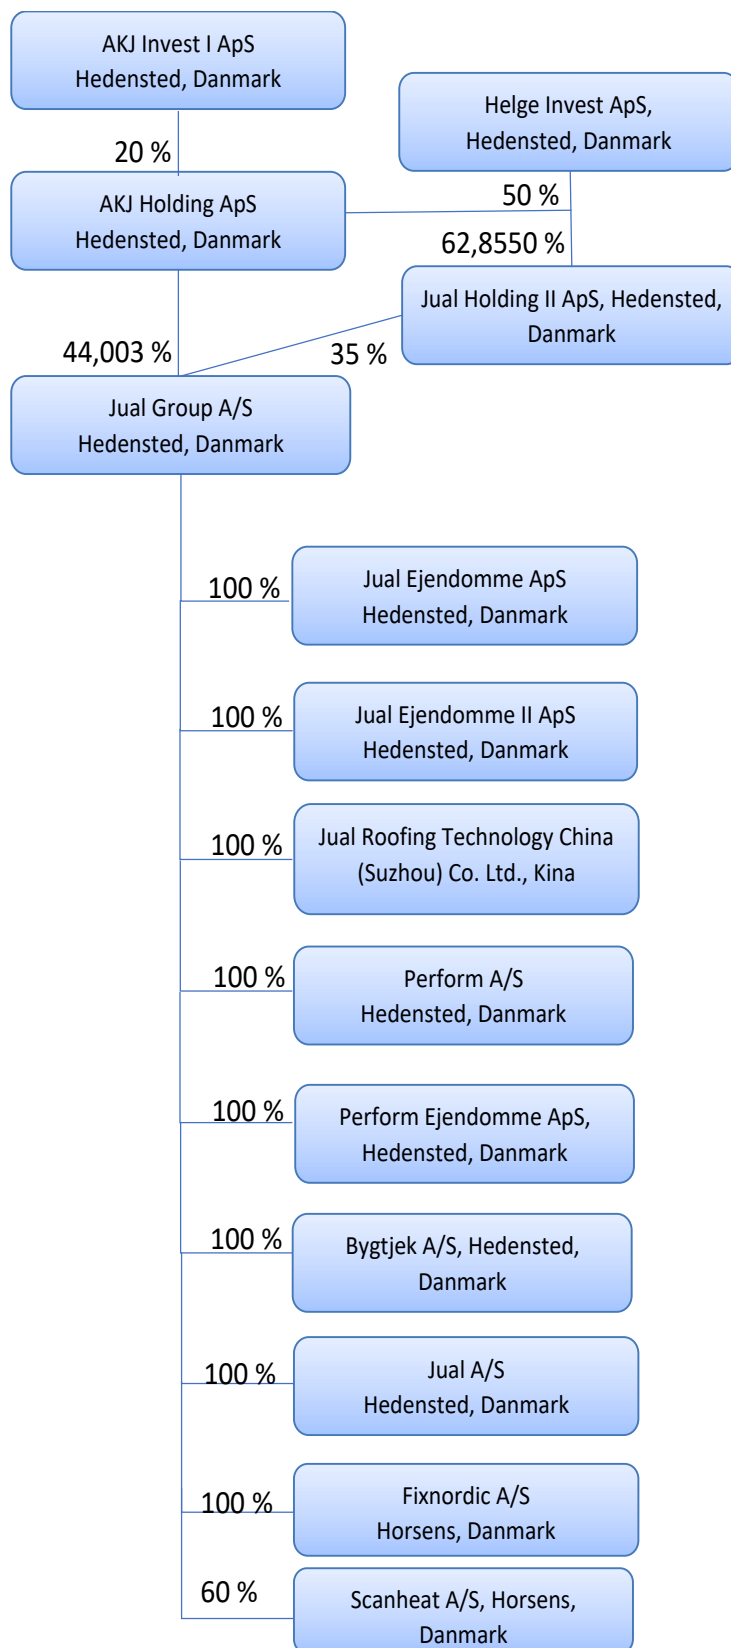 AKJ Invest I ApS
Hedensted, Danmark
Helge Invest ApS,
Hedensted, Danmark
20 %
AKJ Holding ApS
Hedensted, Danmark
50 %
62,8550 %
Jual Holding II ApS, Hedensted,
Danmark
44,003 %
35 %
Jual Group A/S
Hedensted, Danmark
100 %
Jual Ejendomme ApS
Hedensted, Danmark
100 %
Jual Ejendomme II ApS
Hedensted, Danmark
100 %
Jual Roofing Technology China
(Suzhou) Co. Ltd., Kina
100 %
Perform A/S
Hedensted, Danmark
100 %
Perform Ejendomme ApS,
Hedensted, Danmark
100 %
Bygtjek A/S, Hedensted,
Danmark
100 %
Jual A/S
Hedensted, Danmark
100 %
Fixnordic A/S
Horsens, Danmark
60 %
Scanheat A/S, Horsens,
Danmark